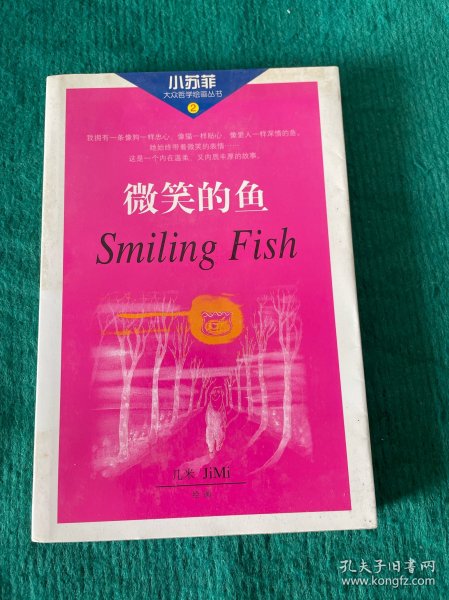 小苏菲
大众哲学绘画丛书
2
我拥有一条像狗一样忠心、像猫一样贴心、像爱人一样深情的鱼。
她始终带着微笑的表情……
这是一个内在温柔、又肉质丰厚的故事。
微笑的鱼
Smiling Fish
几米 JiMi
绘画
孔夫子旧书网
www.kongfz.com